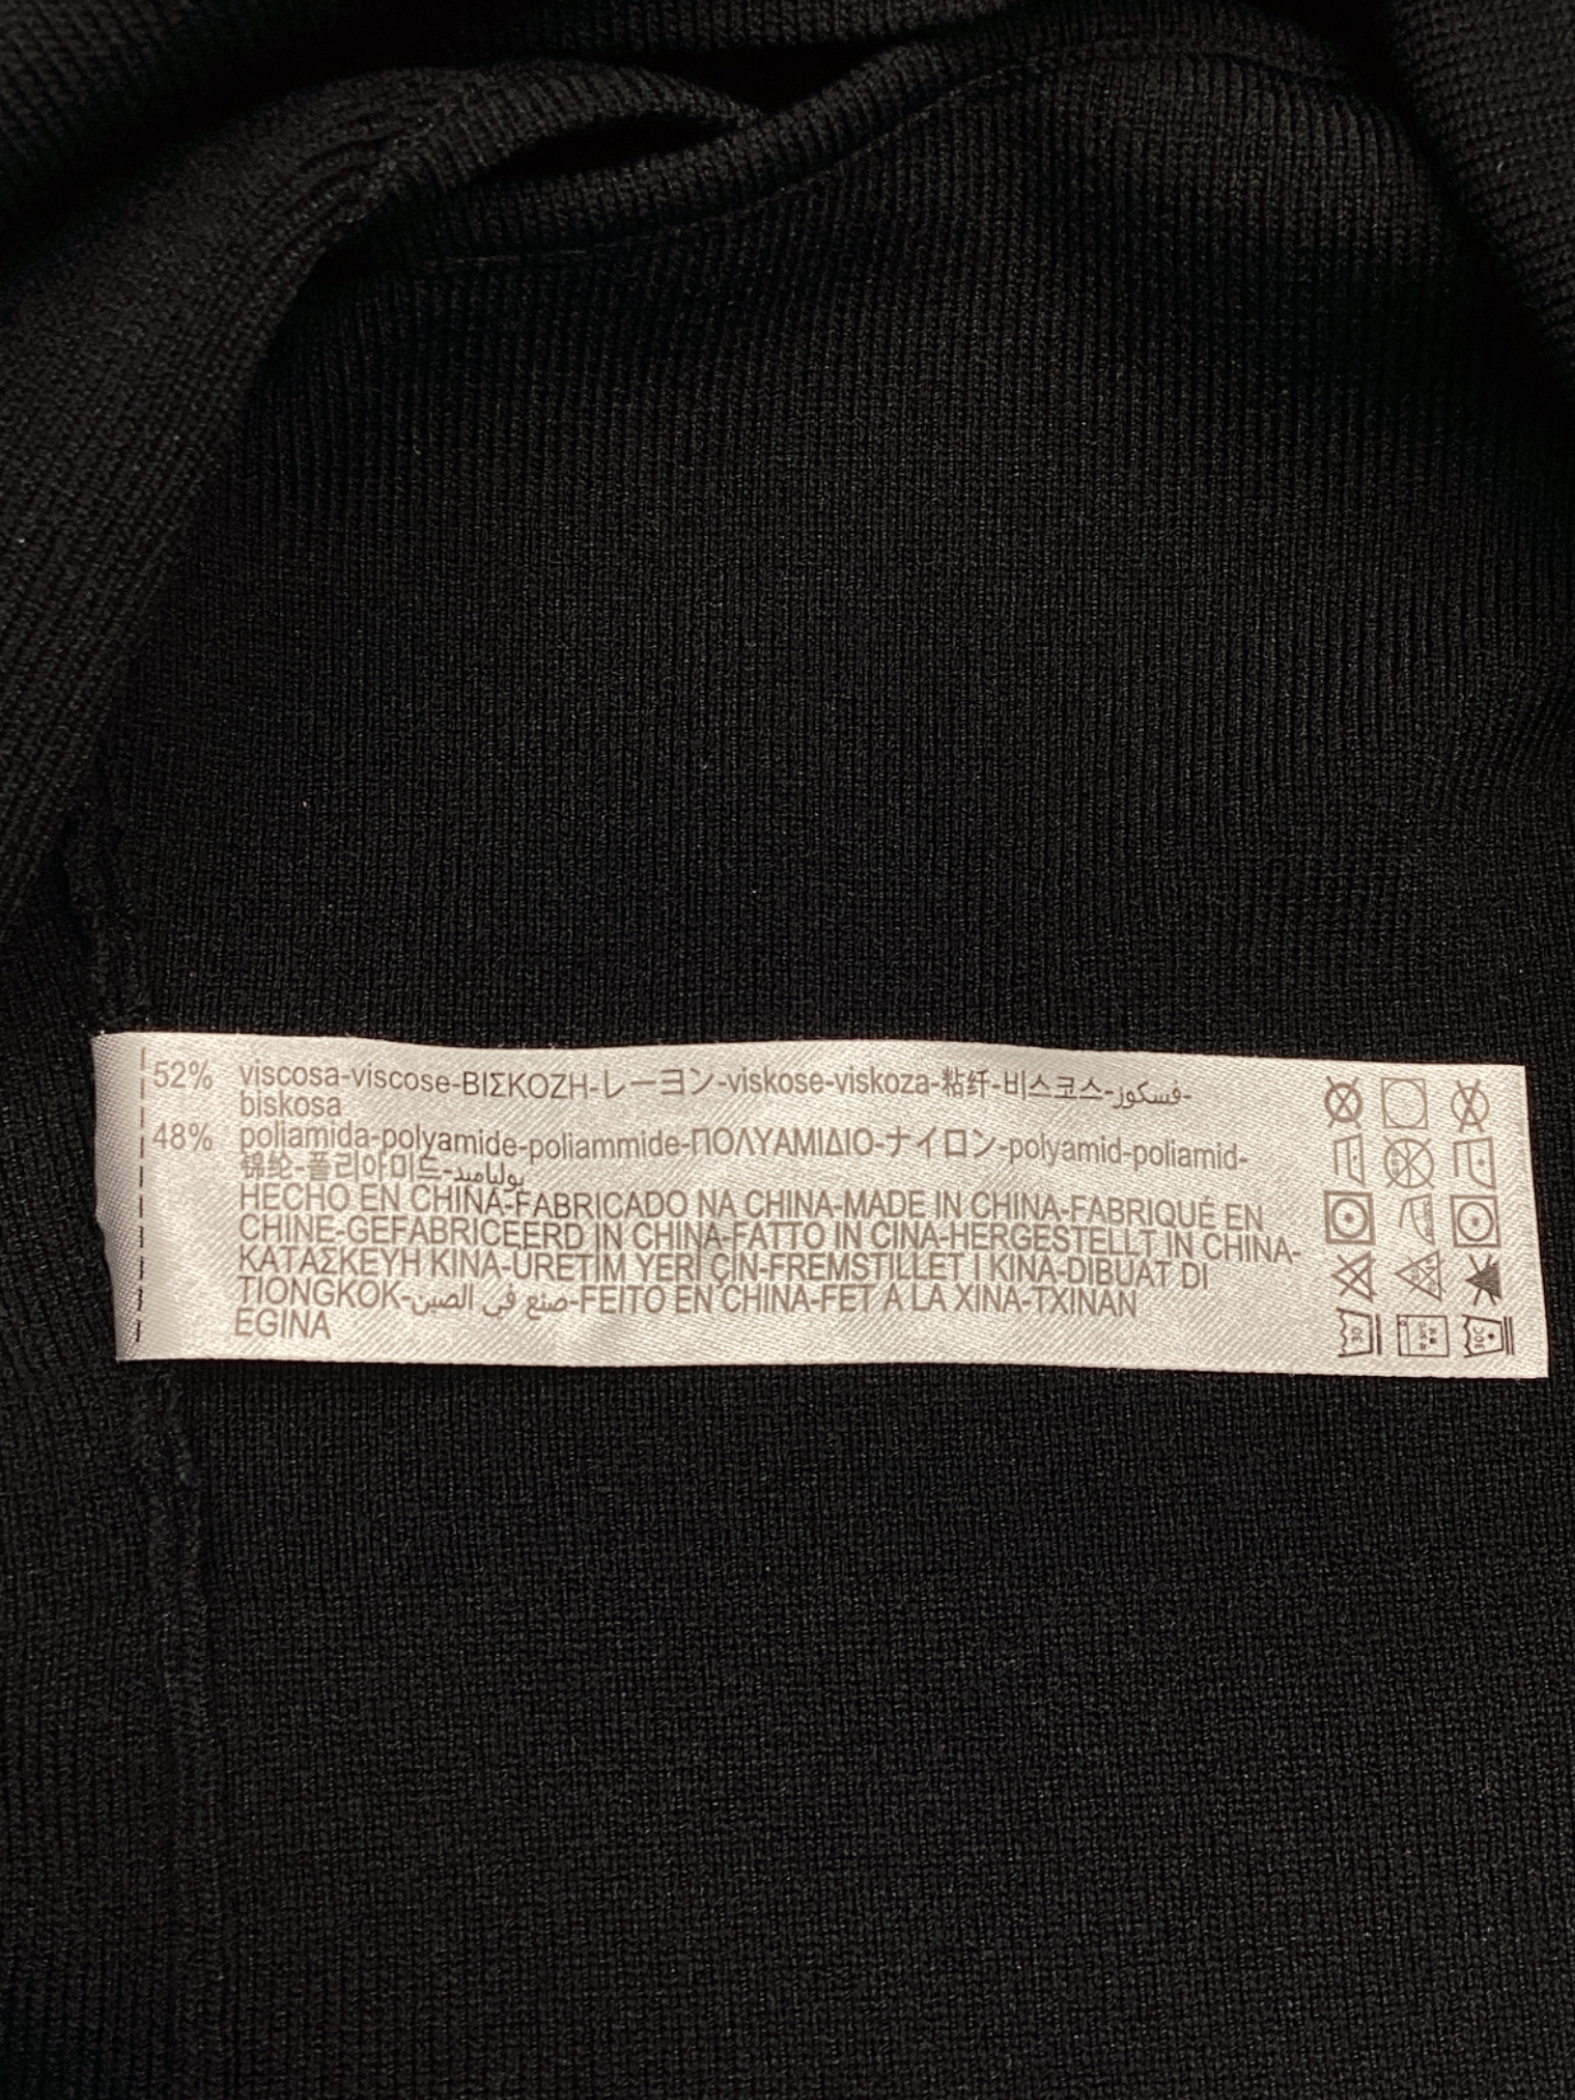 52% viscosa-viscose-ΒΙΣΚΟΖΗ-レーヨン-viskose-viskoza-粘纤-비스코스-فسكوز-
biskosa
48% poliamida-polyamide-poliammide-ΠΟΛΥΑΜΙΔΙΟ-ナイロン-polyamid-poliamid-
锦纶-폴리아미드-بولياميد
HECHO EN CHINA-FABRICADO NA CHINA-MADE IN CHINA-FABRIQUÉ EN
CHINE-GEFABRICEERD IN CHINA-FATTO IN CINA-HERGESTELLT IN CHINA-
ΚΑΤΑΣΚΕΥΗ ΚΙΝΑ-ÜRETİM YERİ ÇİN-FREMSTILLET I KINA-DIBUAT DI
TIONGKOK-صنع في الصين-FEITO EN CHINA-FET A LA XINA-TXINAN
EGINA
30
30C